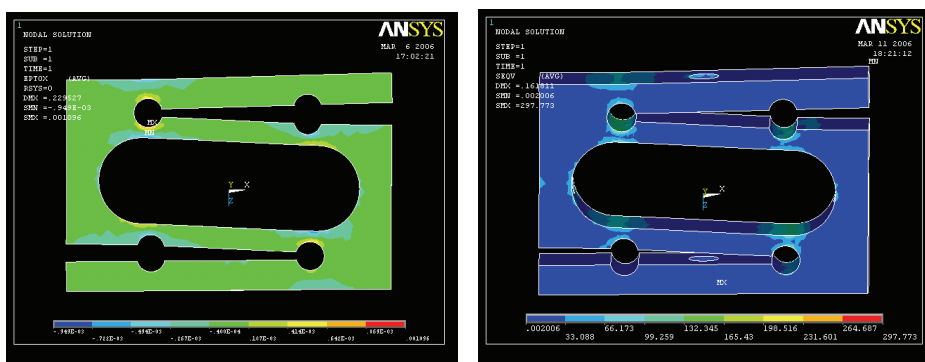 1
NODAL SOLUTION
STEP=1
SUB =1
TIME=1
EPTOX (AVG)
RSYS=0
DMX =.229527
SMN =-.949E-03
SMX =.001096
ANSYS
MAR 6 2006
17:02:21
MX
MN
Y
X
Z
-.949E-03
-.722E-03
-.494E-03
-.267E-03
-.400E-04
.187E-03
.414E-03
.642E-03
.869E-03
.001096
1
NODAL SOLUTION
STEP=1
SUB =1
TIME=1
SEQV (AVG)
DMX =.161811
SMN =.002006
SMX =297.773
ANSYS
MAR 11 2006
18:21:12
MN
Y
X
Z
MX
.002006
33.088
66.173
99.259
132.345
165.43
198.516
231.601
264.687
297.773